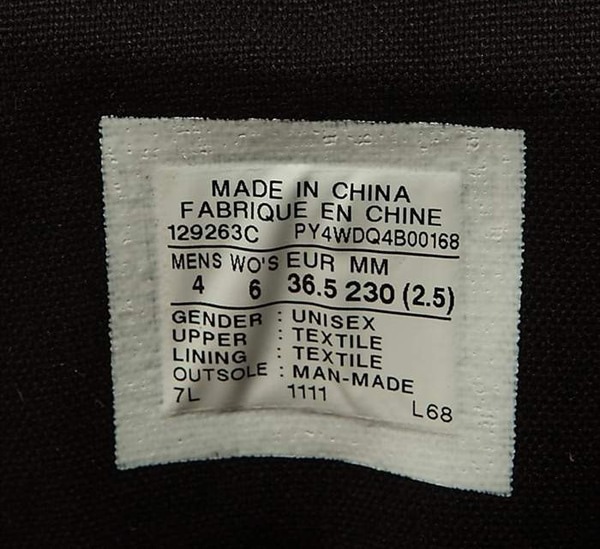 MADE IN CHINA
FABRIQUE EN CHINE
129263C PY4WDQ4B00168
MENS WO'S EUR MM
4 6 36.5 230 (2.5)
GENDER : UNISEX
UPPER : TEXTILE
LINING : TEXTILE
OUTSOLE : MAN-MADE
7L 1111 L68